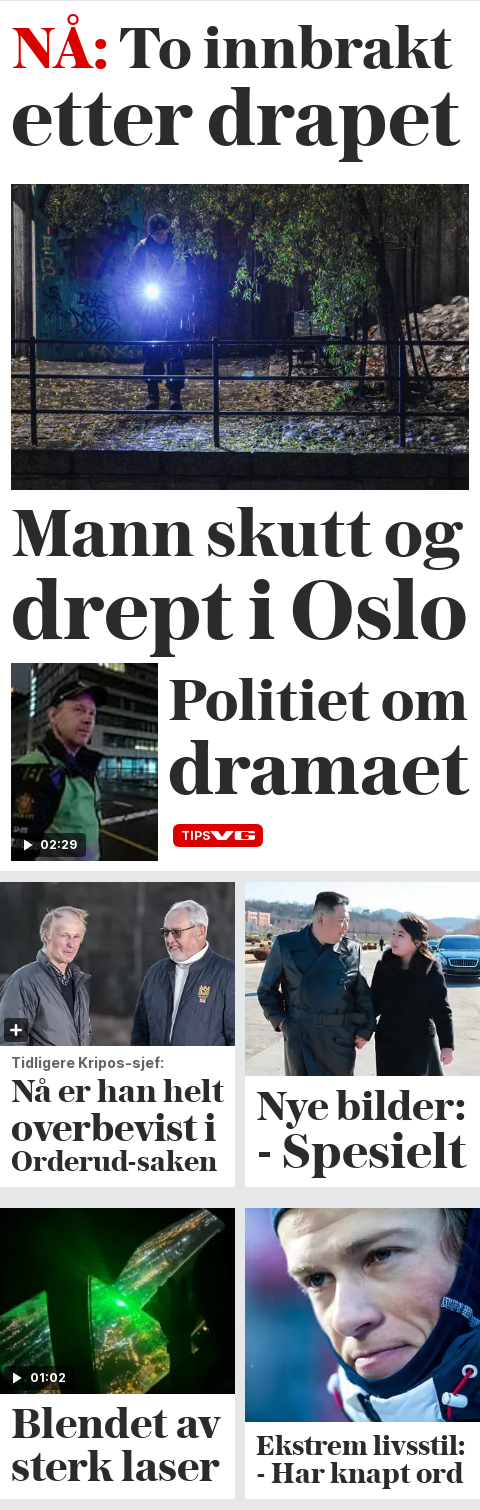 NÅ: To innbrakt
etter drapet
Mann skutt og
drept i Oslo
Politiet om
dramaet
02:29
TIPS VG
Tidligere Kripos-sjef:
Nå er han helt
overbevist i
Orderud-saken
Nye bilder:
- Spesielt
01:02
Blendet av
sterk laser
Ekstrem livsstil:
- Har knapt ord